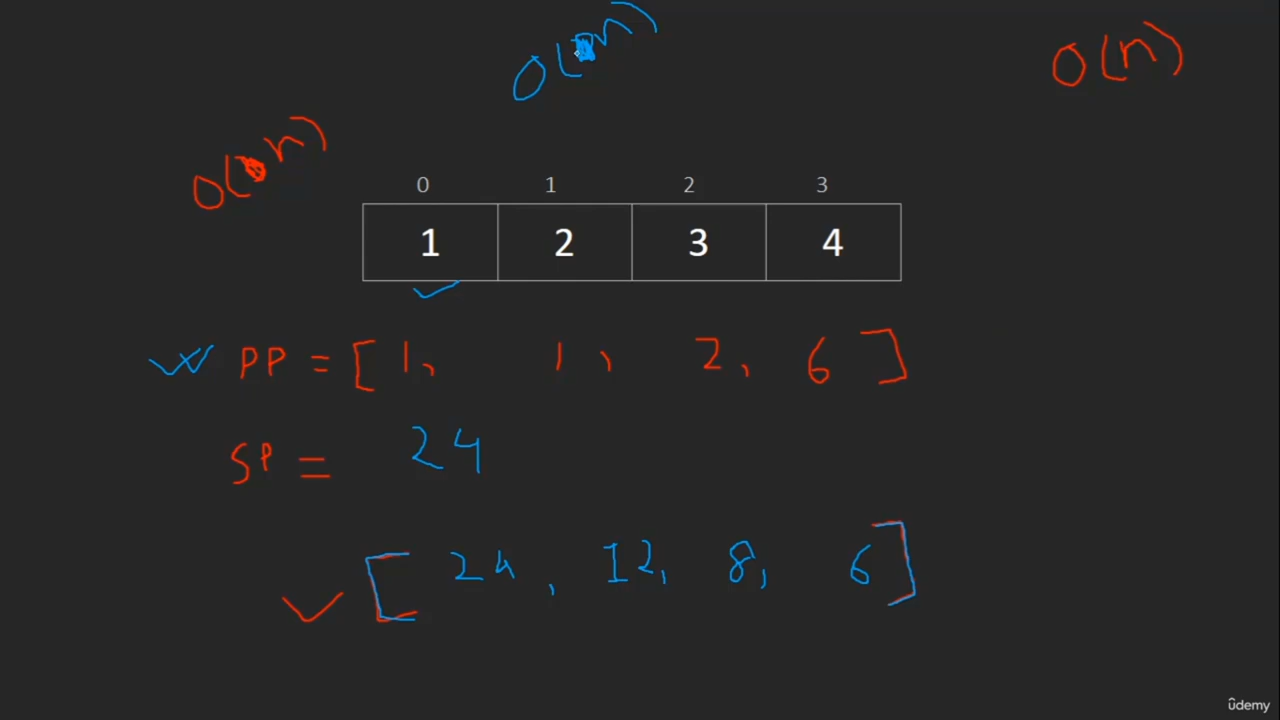 O(n)
O(n)
O(n)
0 1 2 3
1 2 3 4
PP = [ 1, 1, 2, 6 ]
SP = 24
[ 24, 12, 8, 6 ]
ûdemy